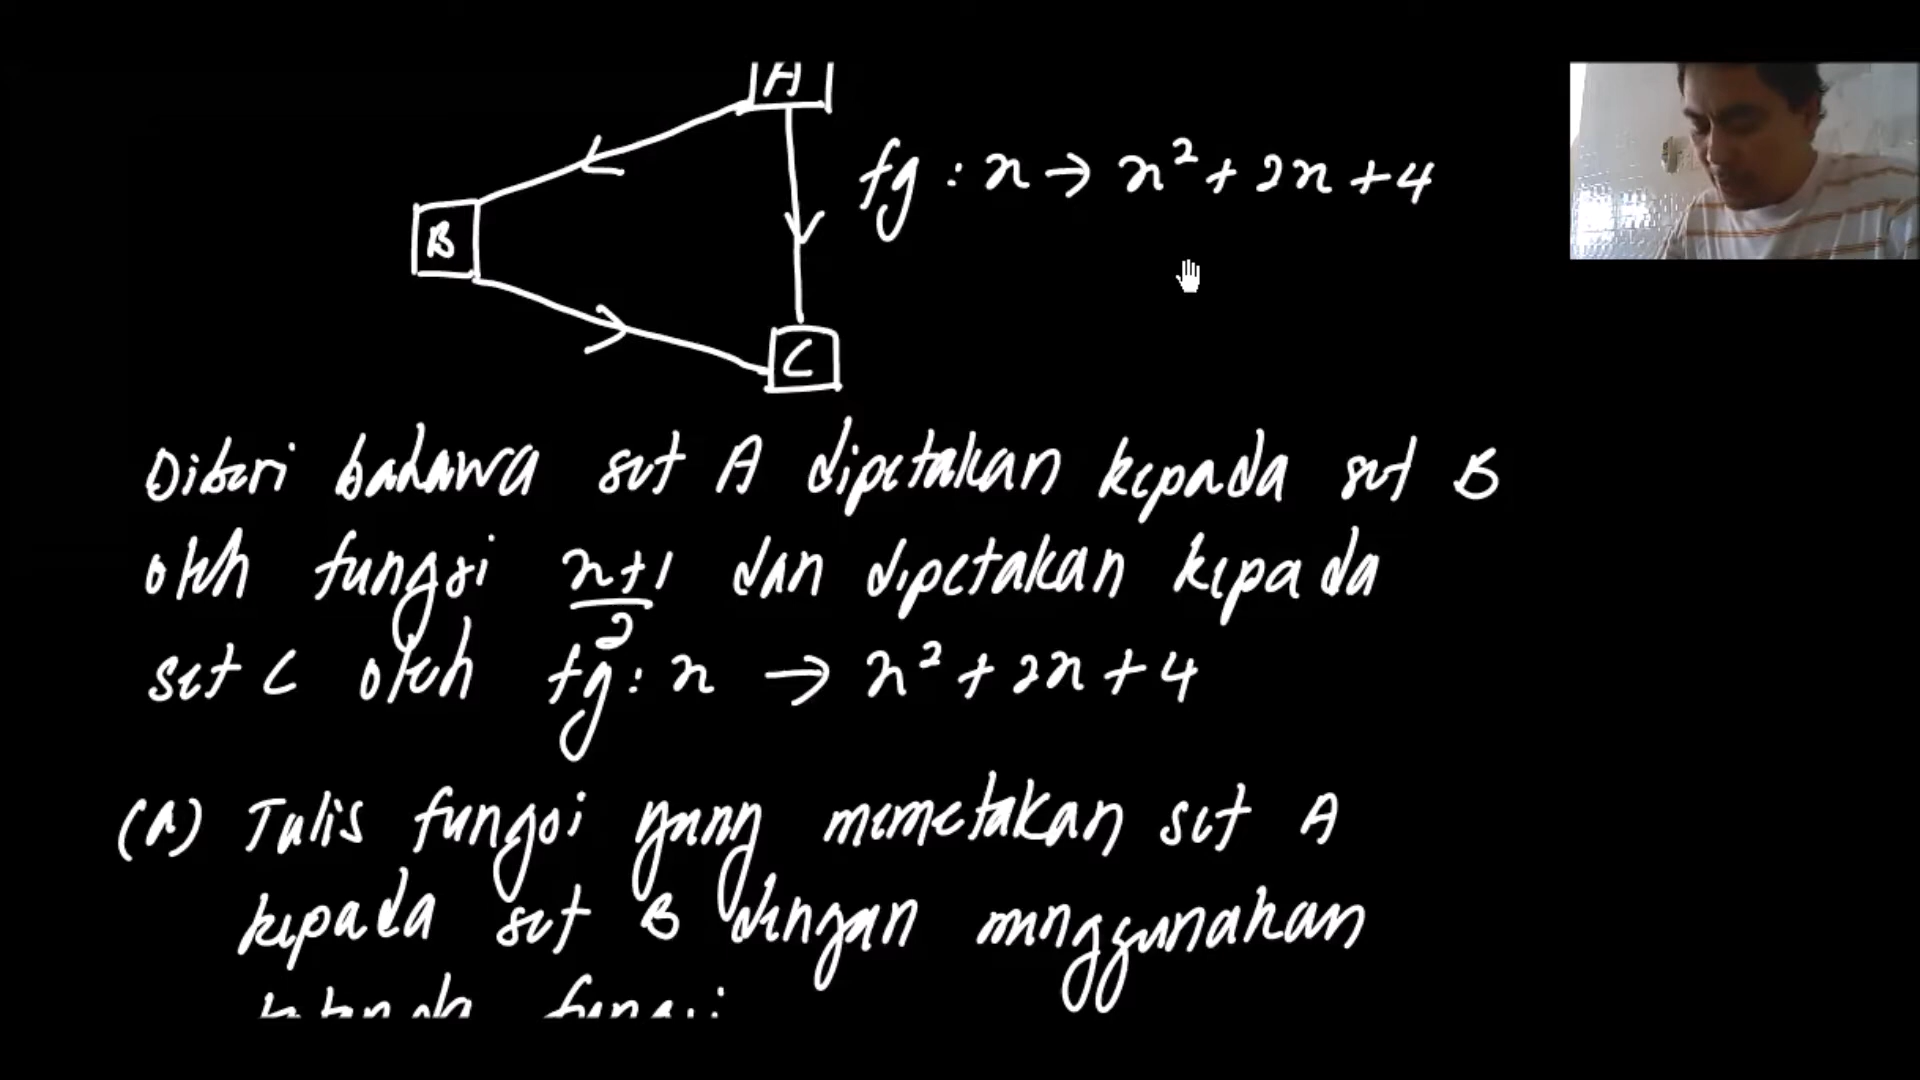 A
fg : x → x² + 2x + 4
B
C
Diberi bahawa set A dipetakan kepada set B
oleh fungsi x+1/2 dan dipetakan kepada
set C oleh fg : x → x² + 2x + 4
(a) Tulis fungsi yang memetakan set A
kepada set B dengan menggunakan
fungsi